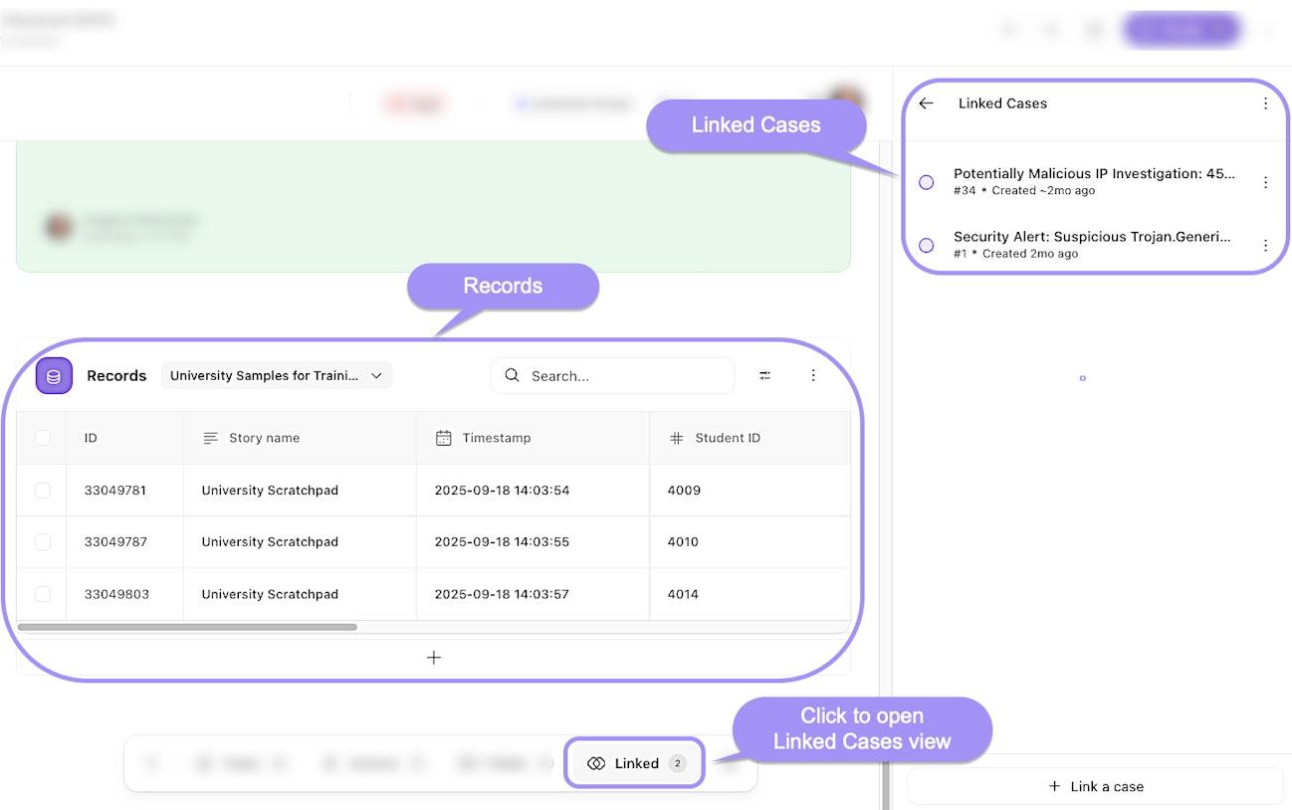 Linked Cases
Linked Cases
Potentially Malicious IP Investigation: 45...
#34 • Created ~2mo ago
Security Alert: Suspicious Trojan.Generi...
#1 • Created 2mo ago
Records
Records University Samples for Traini... Search...
ID Story name Timestamp Student ID
33049781 University Scratchpad 2025-09-18 14:03:54 4009
33049787 University Scratchpad 2025-09-18 14:03:55 4010
33049803 University Scratchpad 2025-09-18 14:03:57 4014
Click to open
Linked Cases view
Linked 2
+ Link a case